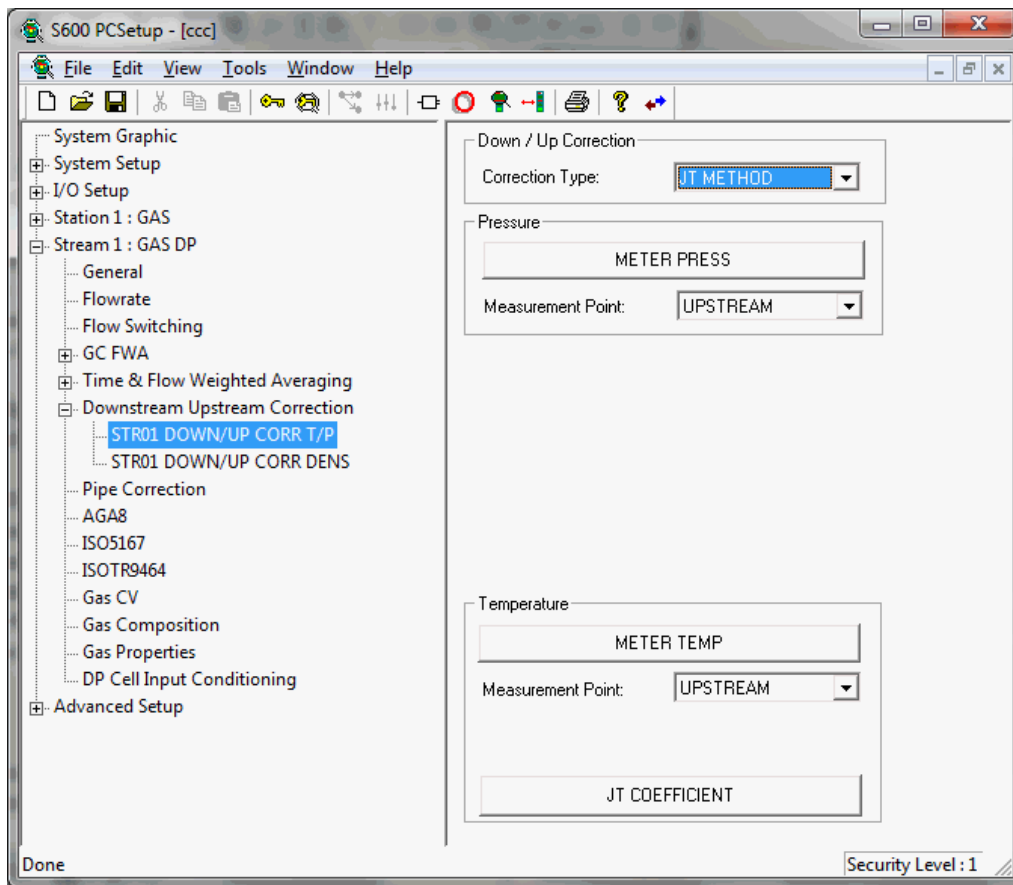 S600 PCSetup - [ccc]
File Edit View Tools Window Help
System Graphic
System Setup
I/O Setup
Station 1 : GAS
Stream 1 : GAS DP
General
Flowrate
Flow Switching
GC FWA
Time & Flow Weighted Averaging
Downstream Upstream Correction
STR01 DOWN/UP CORR T/P
STR01 DOWN/UP CORR DENS
Pipe Correction
AGA8
ISO5167
ISOTR9464
Gas CV
Gas Composition
Gas Properties
DP Cell Input Conditioning
Advanced Setup
Down / Up Correction
Correction Type: JT METHOD
Pressure
METER PRESS
Measurement Point: UPSTREAM
Temperature
METER TEMP
Measurement Point: UPSTREAM
JT COEFFICIENT
Done
Security Level : 1